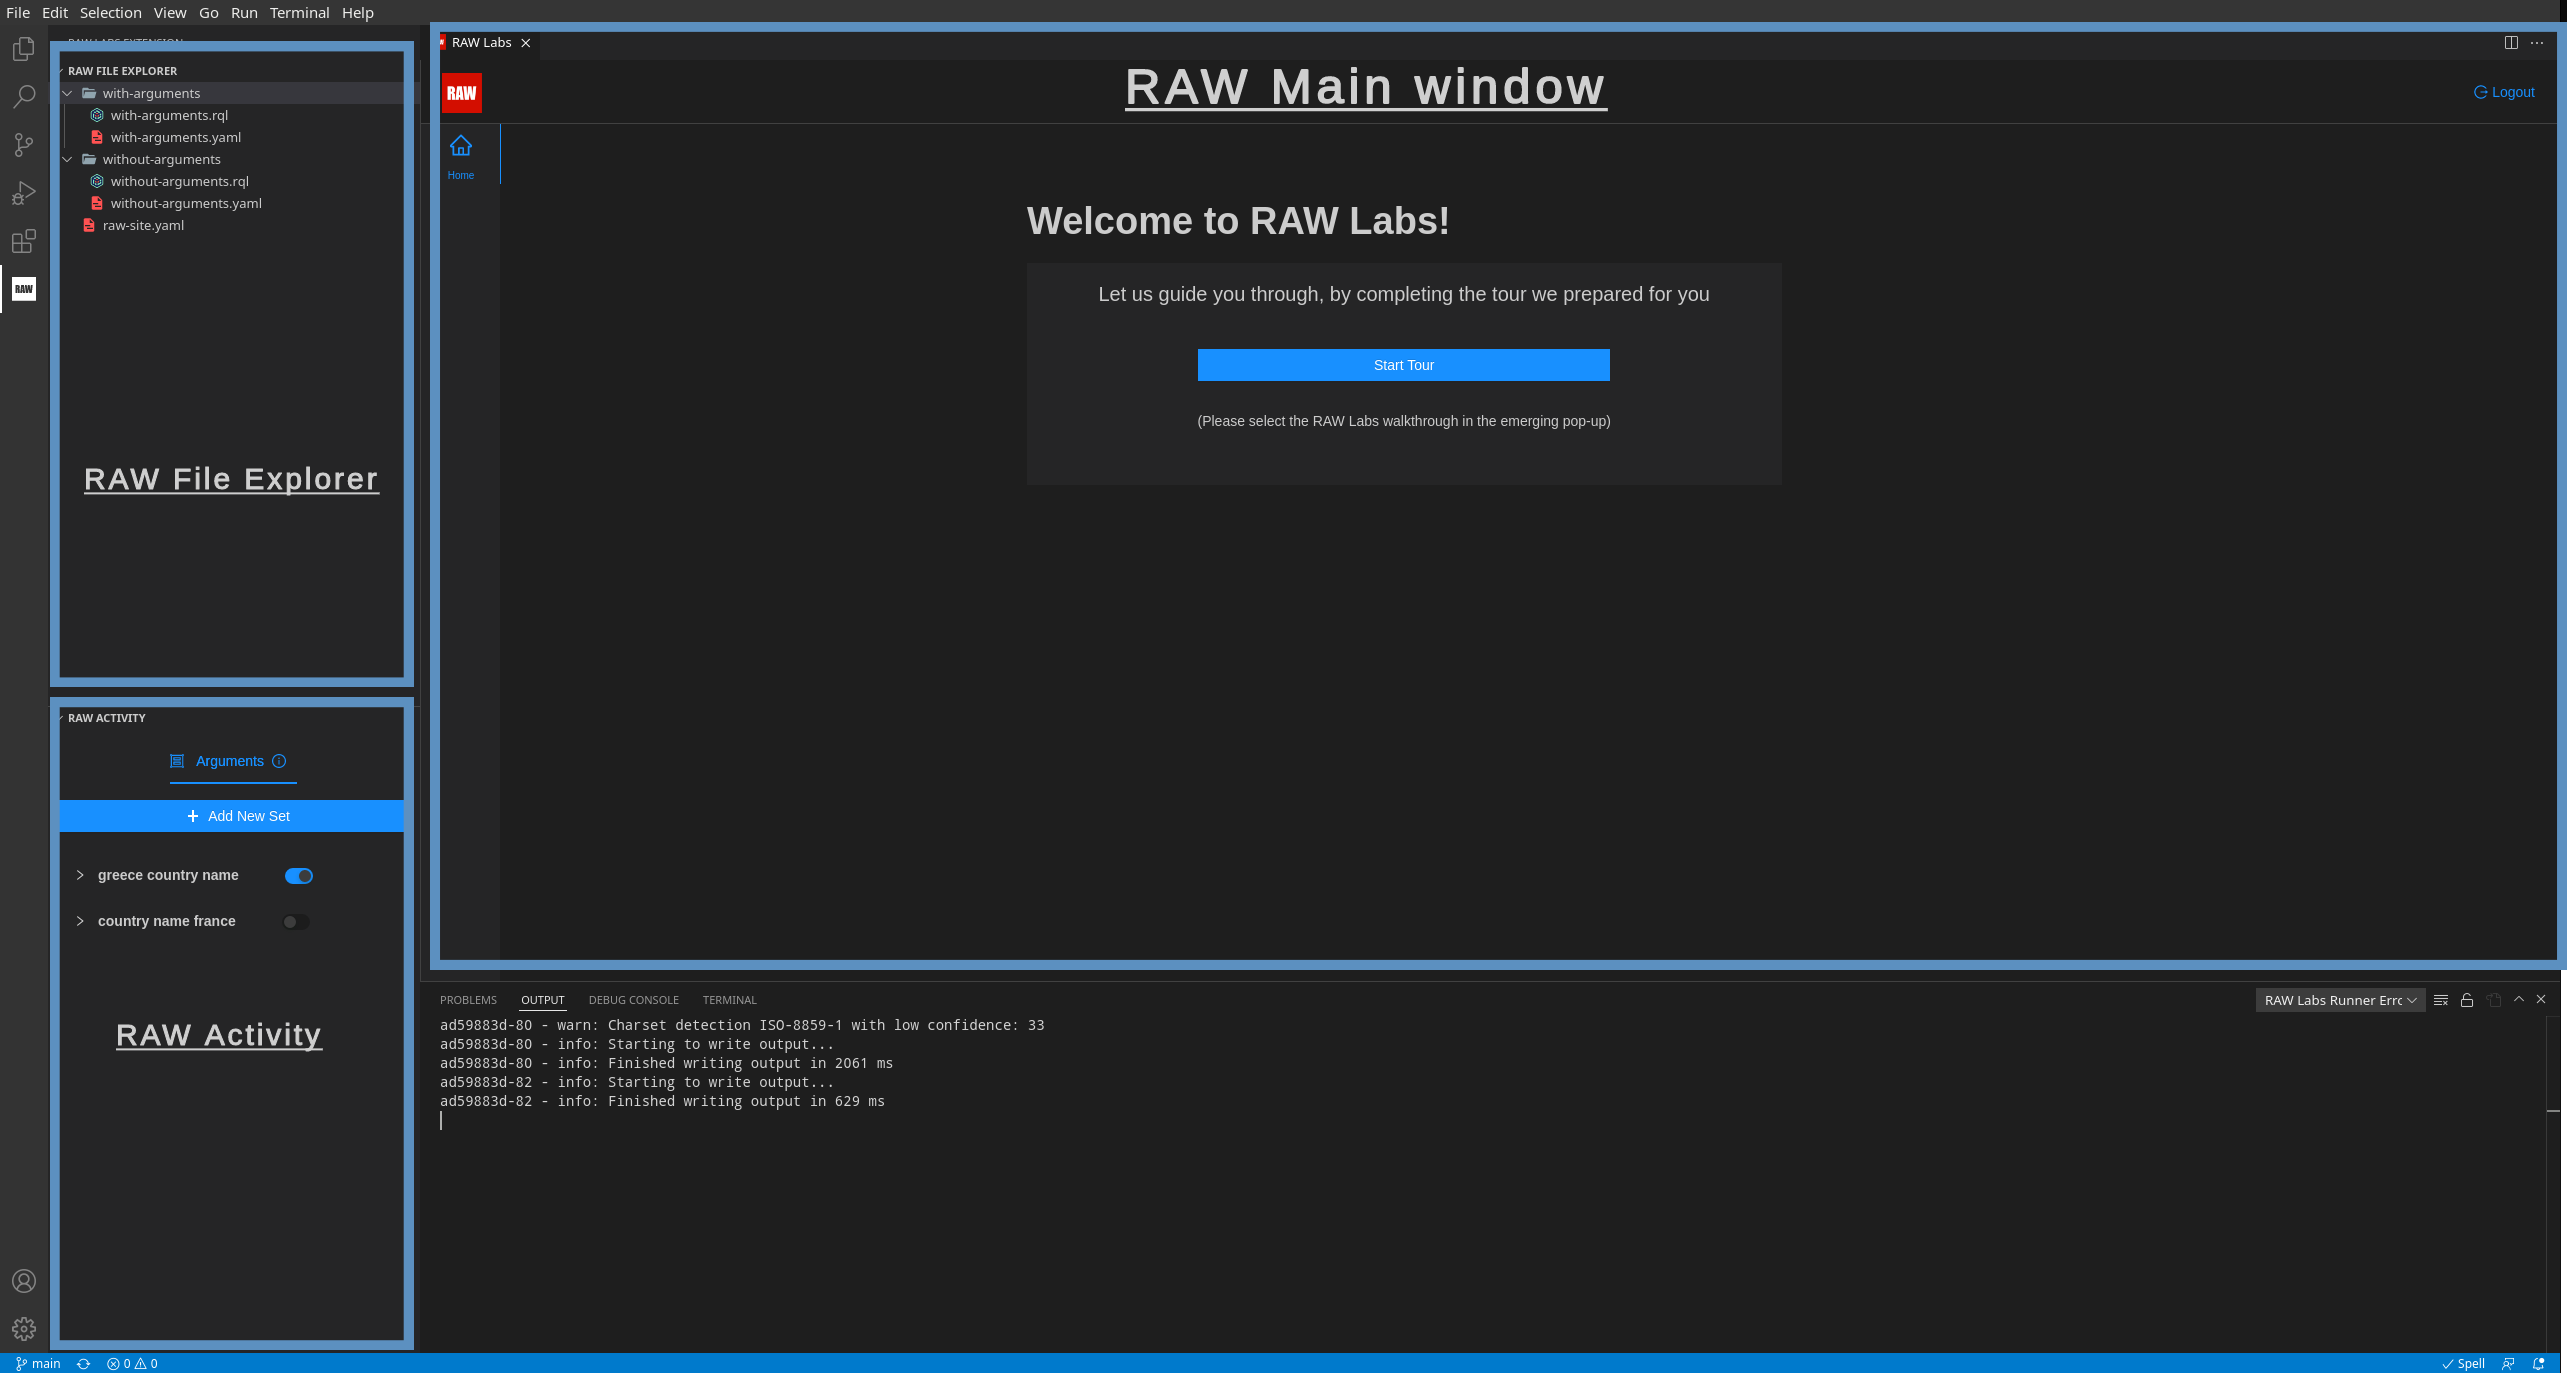 File Edit Selection View Go Run Terminal Help
RAW LABS EXTENSION
RAW FILE EXPLORER
with-arguments
with-arguments.rql
with-arguments.yaml
without-arguments
without-arguments.rql
without-arguments.yaml
raw-site.yaml
RAW
RAW File Explorer
RAW ACTIVITY
Arguments
+ Add New Set
greece country name
country name france
RAW Activity
RAW Labs
RAW
RAW Main window
Logout
Home
Welcome to RAW Labs!
Let us guide you through, by completing the tour we prepared for you
Start Tour
(Please select the RAW Labs walkthrough in the emerging pop-up)
PROBLEMS OUTPUT DEBUG CONSOLE TERMINAL
RAW Labs Runner Errc
ad59883d-80 - warn: Charset detection ISO-8859-1 with low confidence: 33
ad59883d-80 - info: Starting to write output...
ad59883d-80 - info: Finished writing output in 2061 ms
ad59883d-82 - info: Starting to write output...
ad59883d-82 - info: Finished writing output in 629 ms
main 0 0
Spell